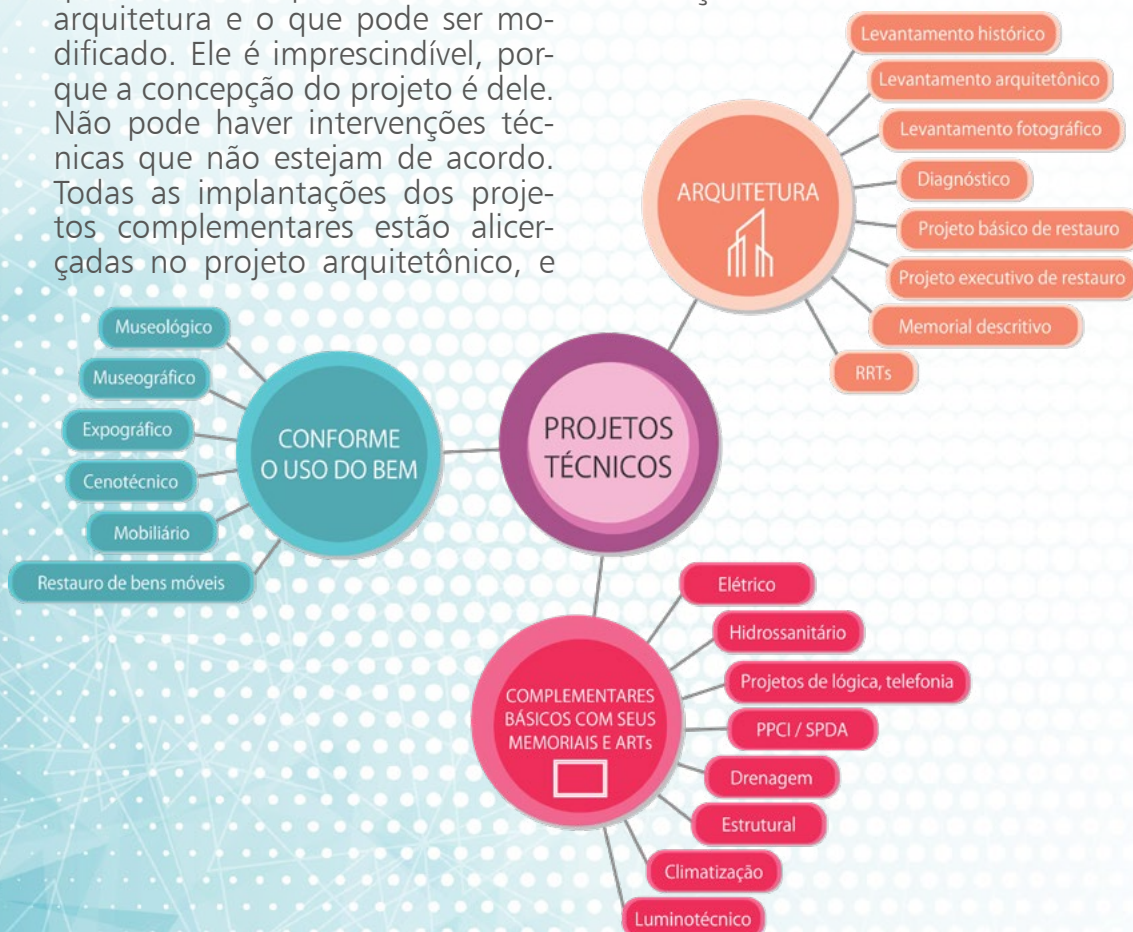 arquitetura e o que pode ser mo-
dificado. Ele é imprescindível, por-
que a concepção do projeto é dele.
Não pode haver intervenções téc-
nicas que não estejam de acordo.
Todas as implantações dos proje-
tos complementares estão alicer-
çadas no projeto arquitetônico, e
PROJETOS
TÉCNICOS
ARQUITETURA
Levantamento histórico
Levantamento arquitetônico
Levantamento fotográfico
Diagnóstico
Projeto básico de restauro
Projeto executivo de restauro
Memorial descritivo
RRTs
CONFORME
O USO DO BEM
Museológico
Museográfico
Expográfico
Cenotécnico
Mobiliário
Restauro de bens móveis
COMPLEMENTARES
BÁSICOS COM SEUS
MEMORIAIS E ARTs
Elétrico
Hidrossanitário
Projetos de lógica, telefonia
PPCI / SPDA
Drenagem
Estrutural
Climatização
Luminotécnico